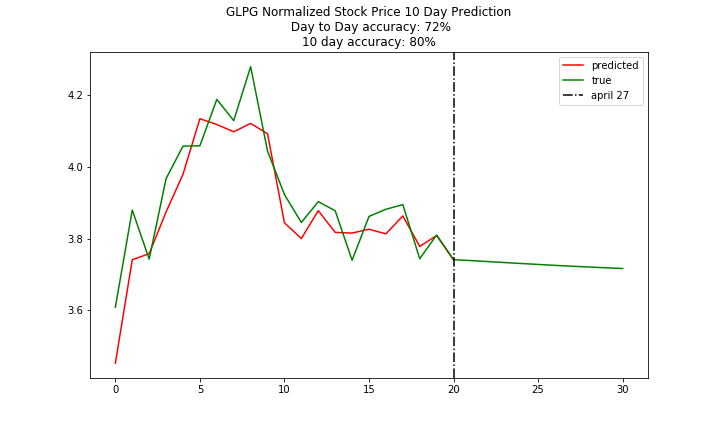 GLPG Normalized Stock Price 10 Day Prediction
Day to Day accuracy: 72%
10 day accuracy: 80%
predicted
true
april 27
4.2
4.0
3.8
3.6
0 5 10 15 20 25 30